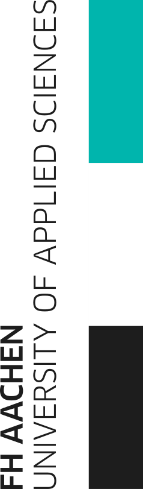 FH AACHEN
UNIVERSITY OF APPLIED SCIENCES